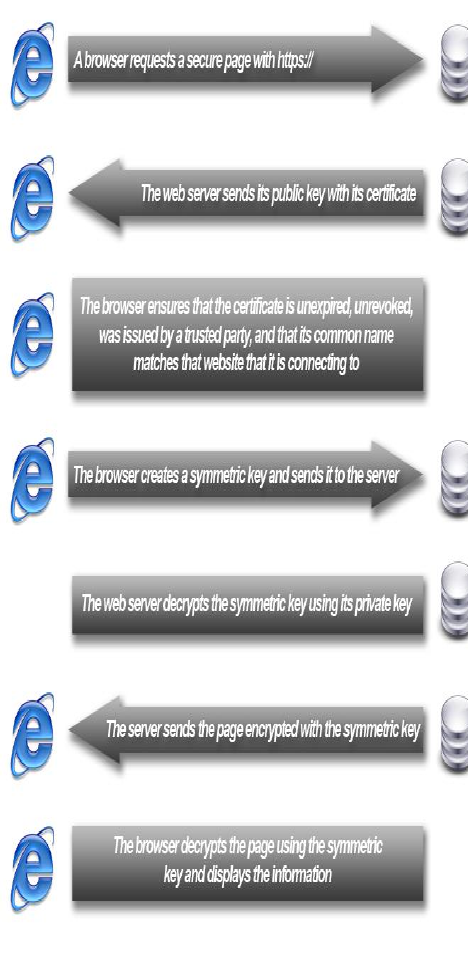 A browser requests a secure page with https://
The web server sends its public key with its certificate
The browser ensures that the certificate is unexpired, unrevoked,
was issued by a trusted party, and that its common name
matches that website that it is connecting to
The browser creates a symmetric key and sends it to the server
The web server decrypts the symmetric key using its private key
The server sends the page encrypted with the symmetric key
The browser decrypts the page using the symmetric
key and displays the information